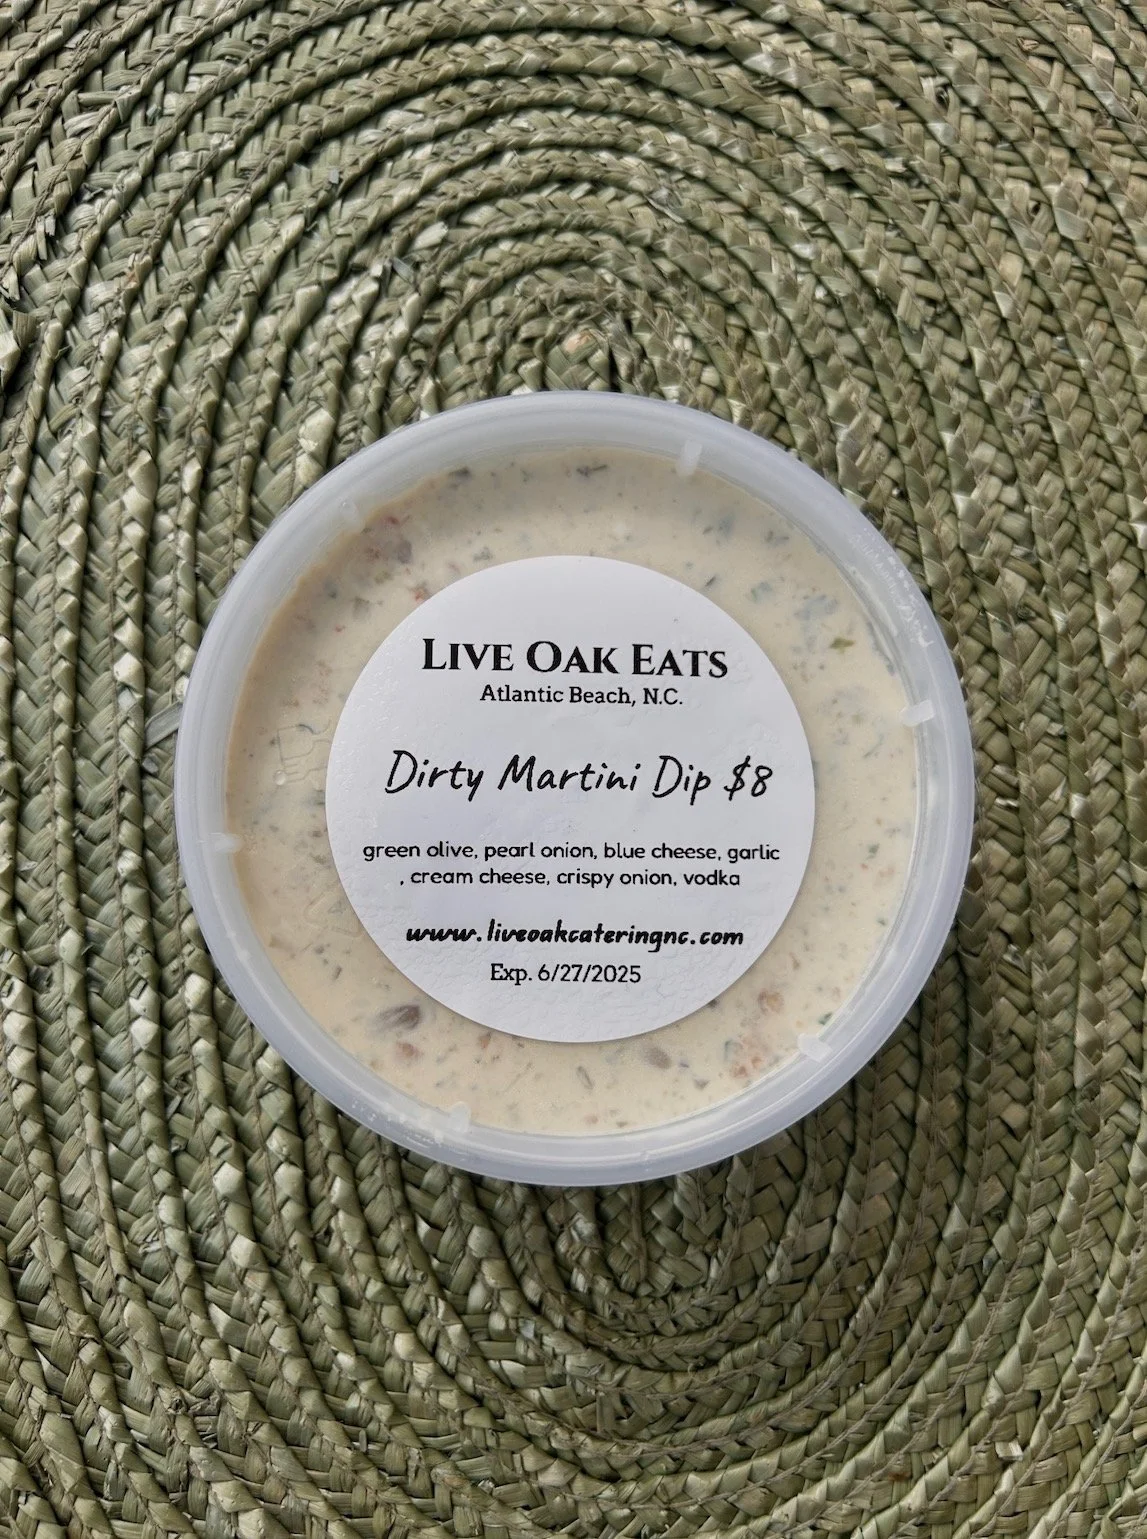 Live Oak Eats
Atlantic Beach, N.C.
Dirty Martini Dip $8
green olive, pearl onion, blue cheese, garlic
, cream cheese, crispy onion, vodka
www.liveoakcateringnc.com
Exp. 6/27/2025